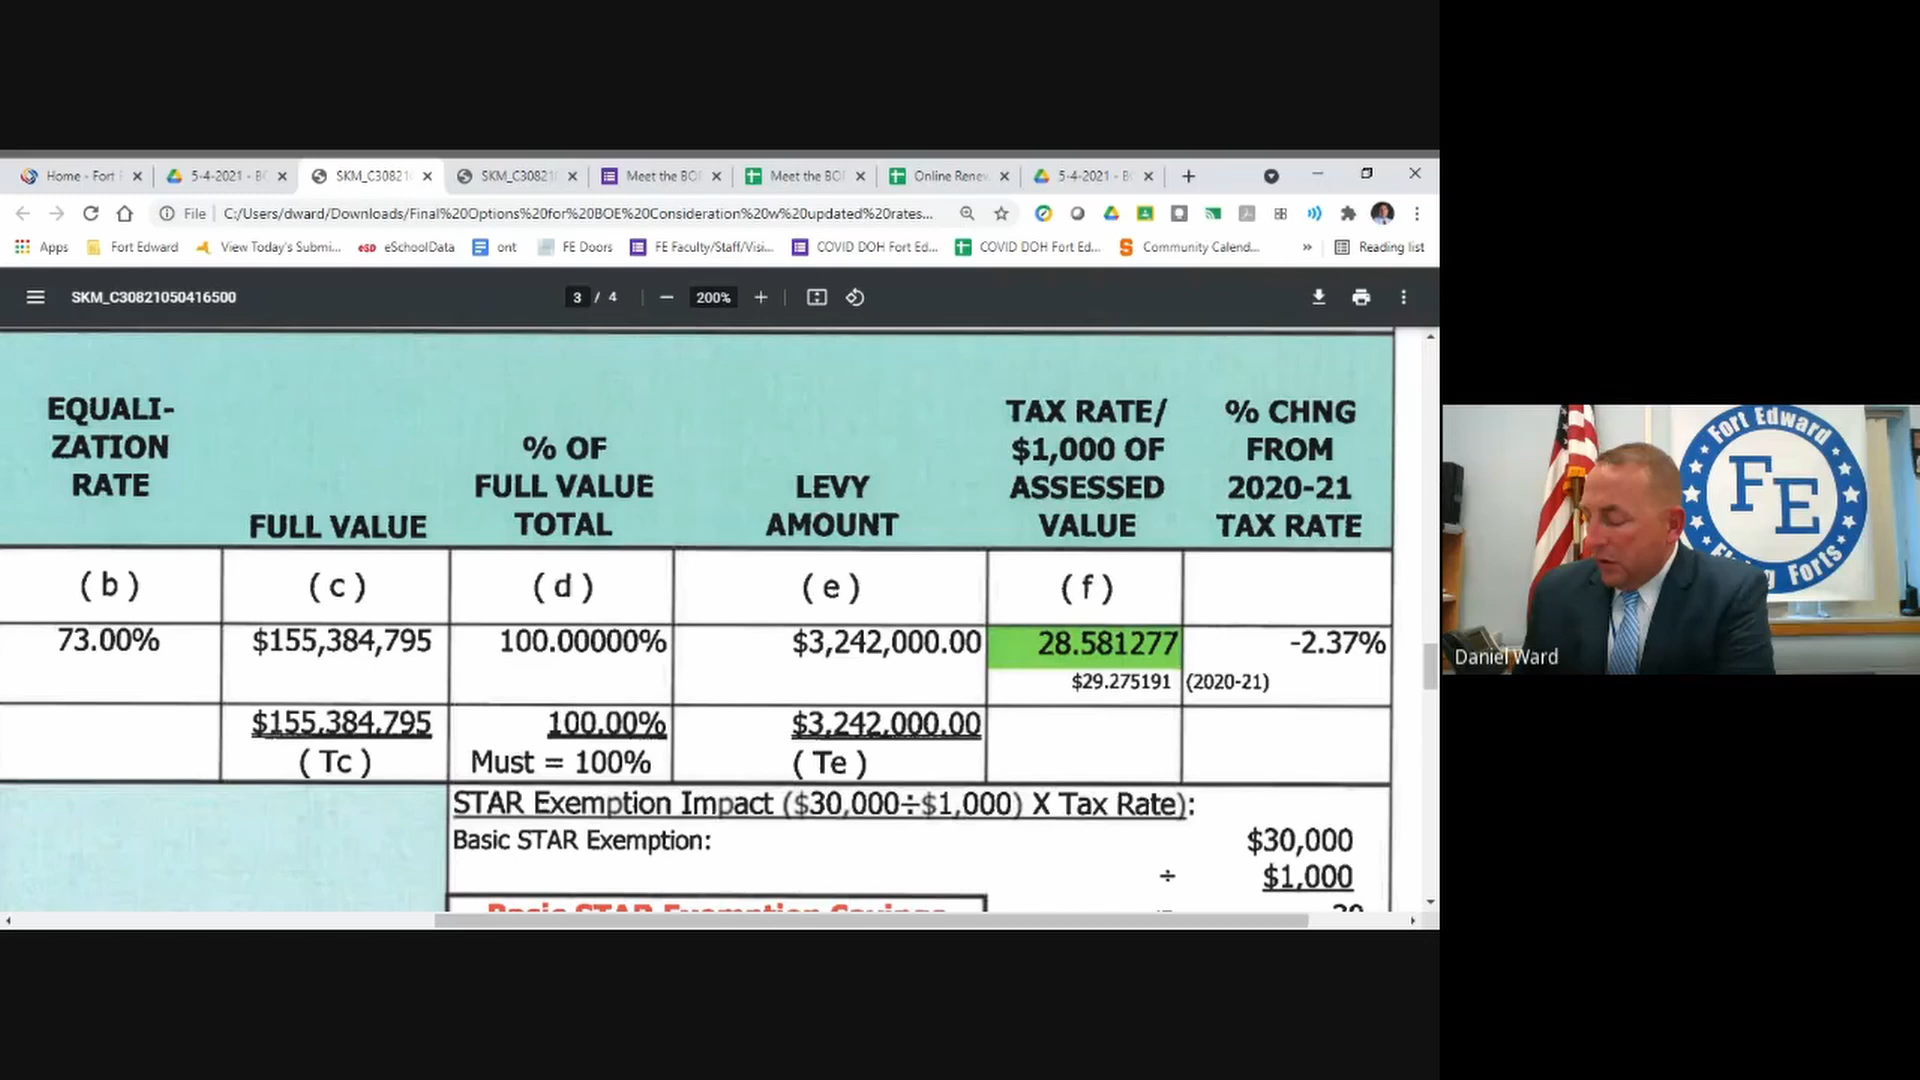 Home - Fort E
5-4-2021 - BO
SKM_C30821
SKM_C30821
Meet the BO
Meet the BO
Online Rene
5-4-2021 - B
File
C:/Users/dward/Downloads/Final%20Options%20for%20BOE%20Consideration%20w%20updated%20rates...
Apps
Fort Edward
View Today's Submi...
eSchoolData
ont
FE Doors
FE Faculty/Staff/Visi...
COVID DOH Fort Ed...
COVID DOH Fort Ed...
Community Calend...
»
Reading list
SKM_C30821050416500
3 / 4
200%
EQUALI-
ZATION
RATE
FULL VALUE
% OF
FULL VALUE
TOTAL
LEVY
AMOUNT
TAX RATE/
$1,000 OF
ASSESSED
VALUE
% CHNG
FROM
2020-21
TAX RATE
( b ) ( c ) ( d ) ( e ) ( f )
73.00% $155,384,795 100.00000% $3,242,000.00 28.581277 -2.37%
$29.275191 (2020-21)
$155,384,795 100.00% $3,242,000.00
( Tc ) Must = 100% ( Te )
STAR Exemption Impact ($30,000÷$1,000) X Tax Rate):
Basic STAR Exemption: $30,000
÷ $1,000
Basic STAR Exemption Savings
Fort Edward
FE
Forts
Daniel Ward